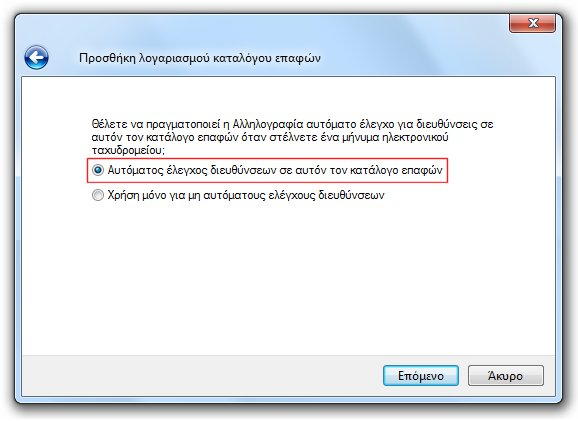 Προσθήκη λογαριασμού καταλόγου επαφών
Θέλετε να πραγματοποιεί η Αλληλογραφία αυτόματο έλεγχο για διευθύνσεις σε
αυτόν τον κατάλογο επαφών όταν στέλνετε ένα μήνυμα ηλεκτρονικού
ταχυδρομείου;
Αυτόματος έλεγχος διευθύνσεων σε αυτόν τον κατάλογο επαφών
Χρήση μόνο για μη αυτόματους ελέγχους διευθύνσεων
Επόμενο
Άκυρο